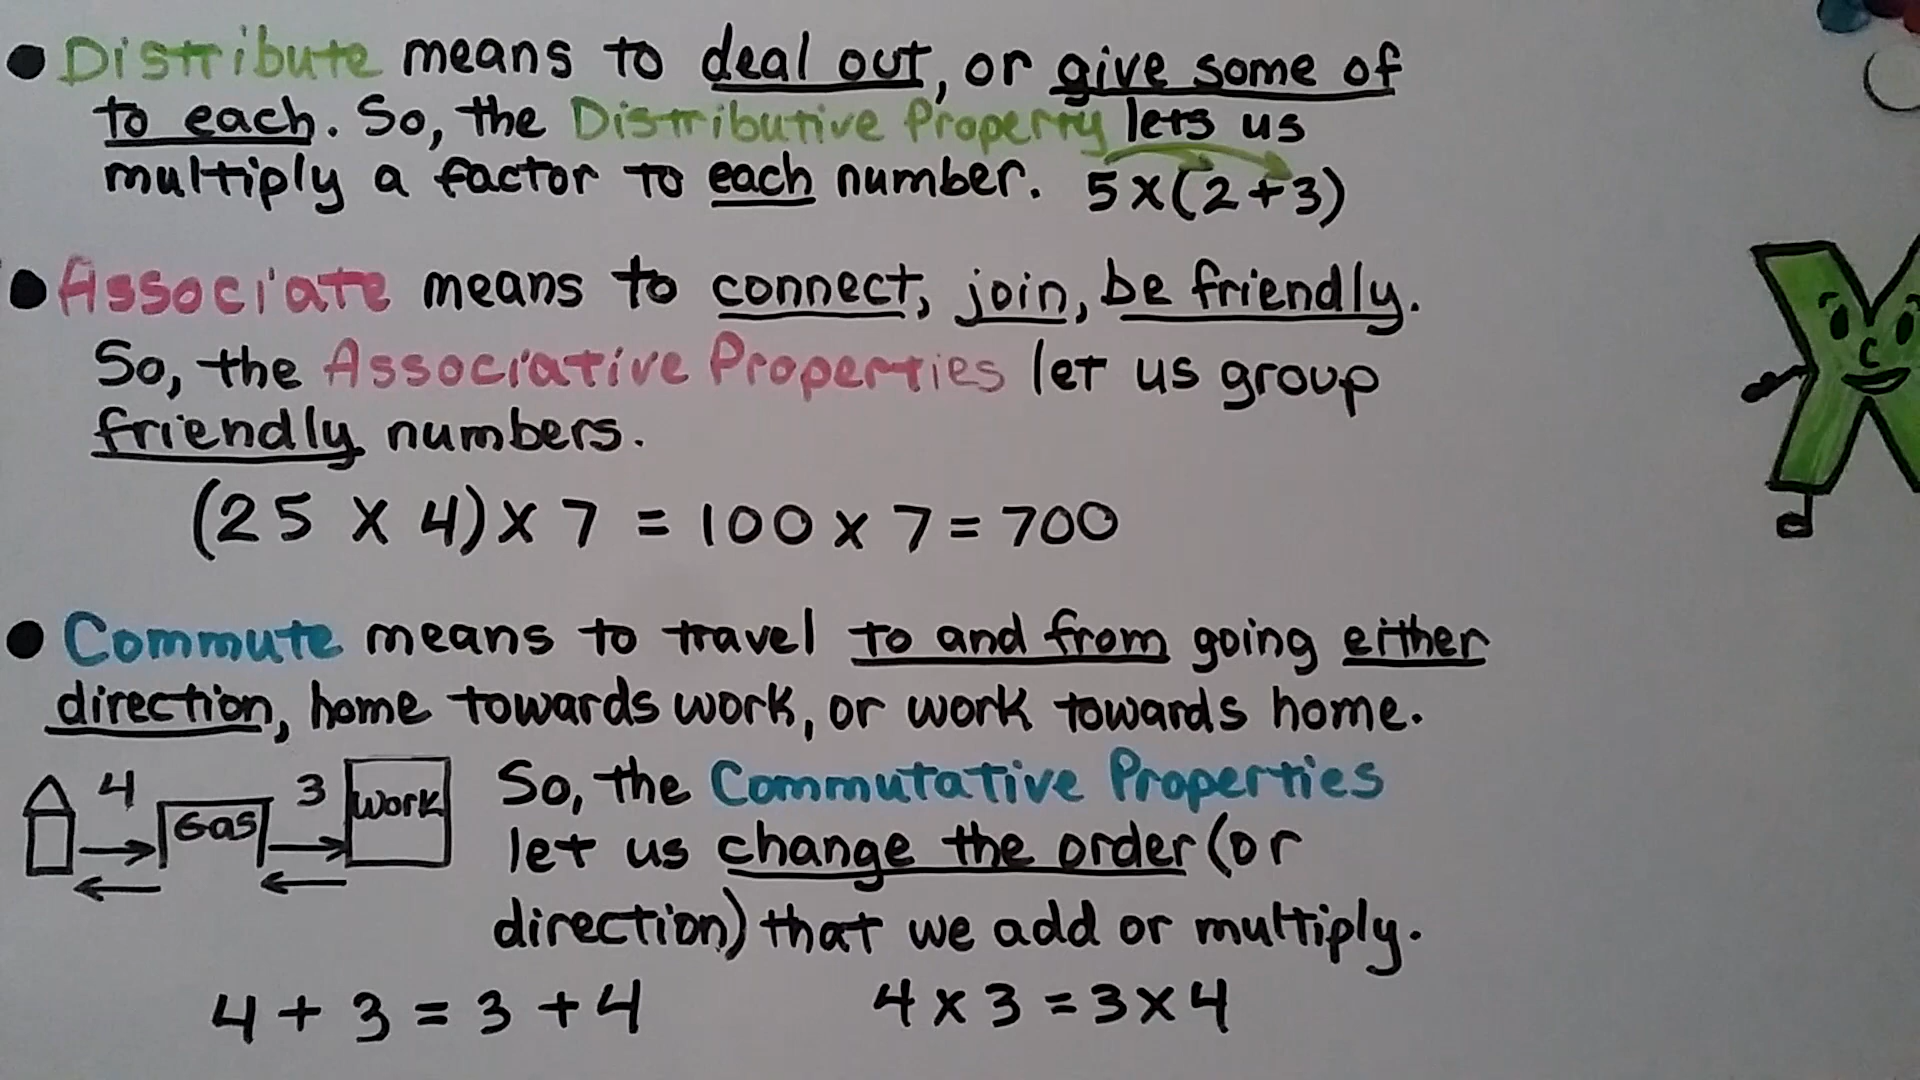 • Distribute means to deal out, or give some of
to each. So, the Distributive Property lets us
multiply a factor to each number. 5x(2+3)
• Associate means to connect, join, be friendly.
So, the Associative Properties let us group
friendly numbers.
(25 x 4) x 7 = 100 x 7 = 700
• Commute means to travel to and from going either
direction, home towards work, or work towards home.
4 Gas 3 Work
So, the Commutative Properties
let us change the order (or
direction) that we add or multiply.
4 + 3 = 3 + 4 4 x 3 = 3 x 4